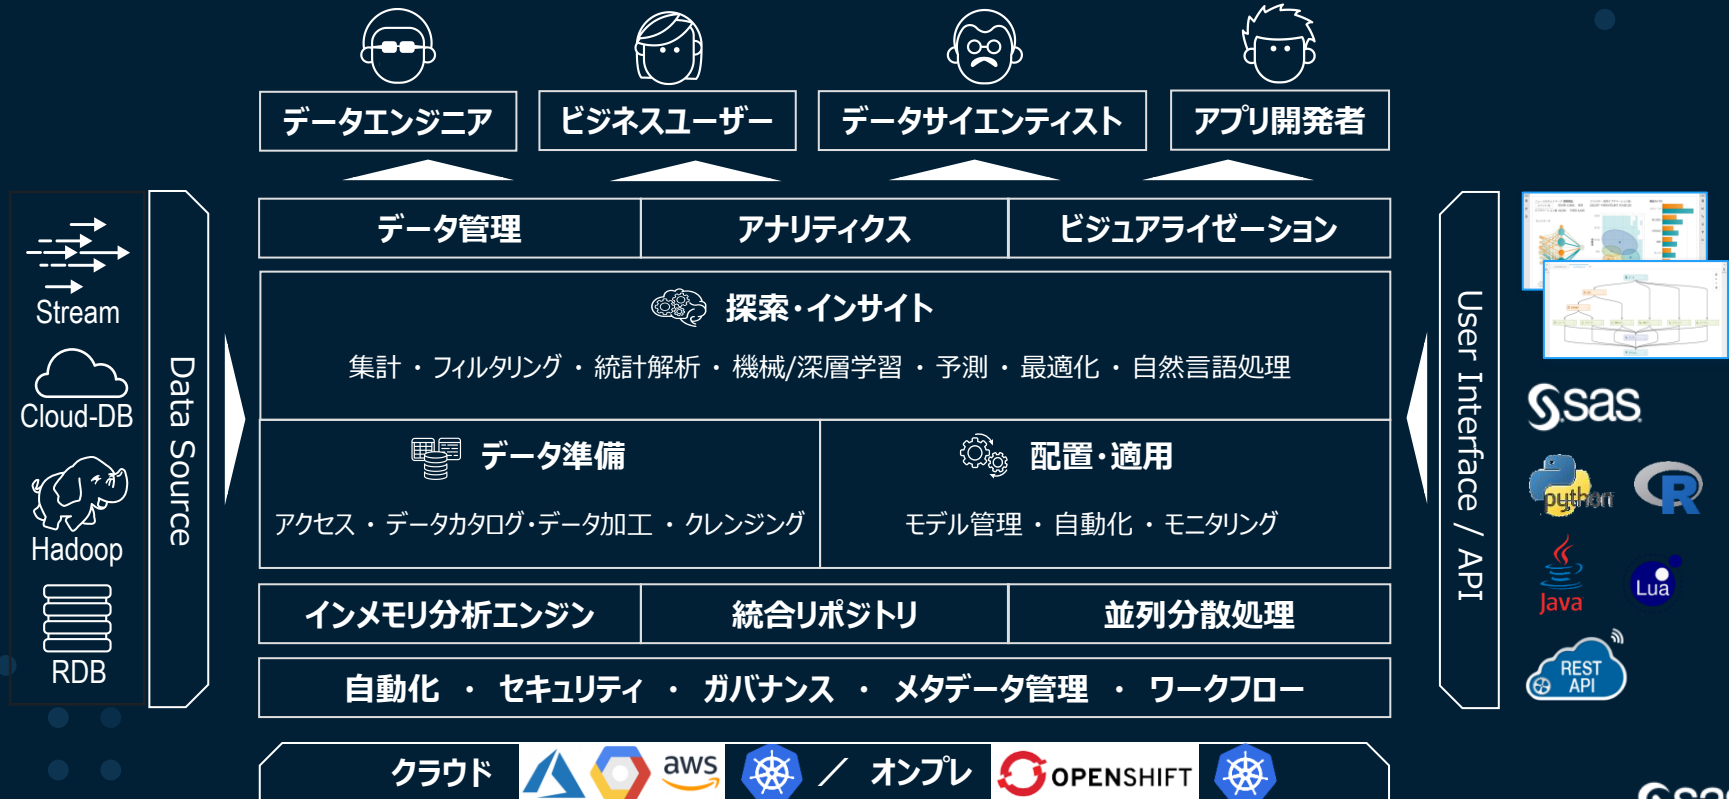 データエンジニア
ビジネスユーザー
データサイエンティスト
アプリ開発者
データ管理
アナリティクス
ビジュアライゼーション
探索・インサイト
集計 ・ フィルタリング ・ 統計解析 ・ 機械/深層学習 ・ 予測 ・ 最適化 ・ 自然言語処理
データ準備
アクセス ・ データカタログ・データ加工 ・ クレンジング
配置・適用
モデル管理 ・ 自動化 ・ モニタリング
インメモリ分析エンジン
統合リポジトリ
並列分散処理
自動化 ・ セキュリティ ・ ガバナンス ・ メタデータ管理 ・ ワークフロー
クラウド aws ／ オンプレ OPENSHIFT
Stream
Cloud-DB
Hadoop
RDB
Data Source
User Interface / API
sas
python
R
Java
Lua
REST
API
sas